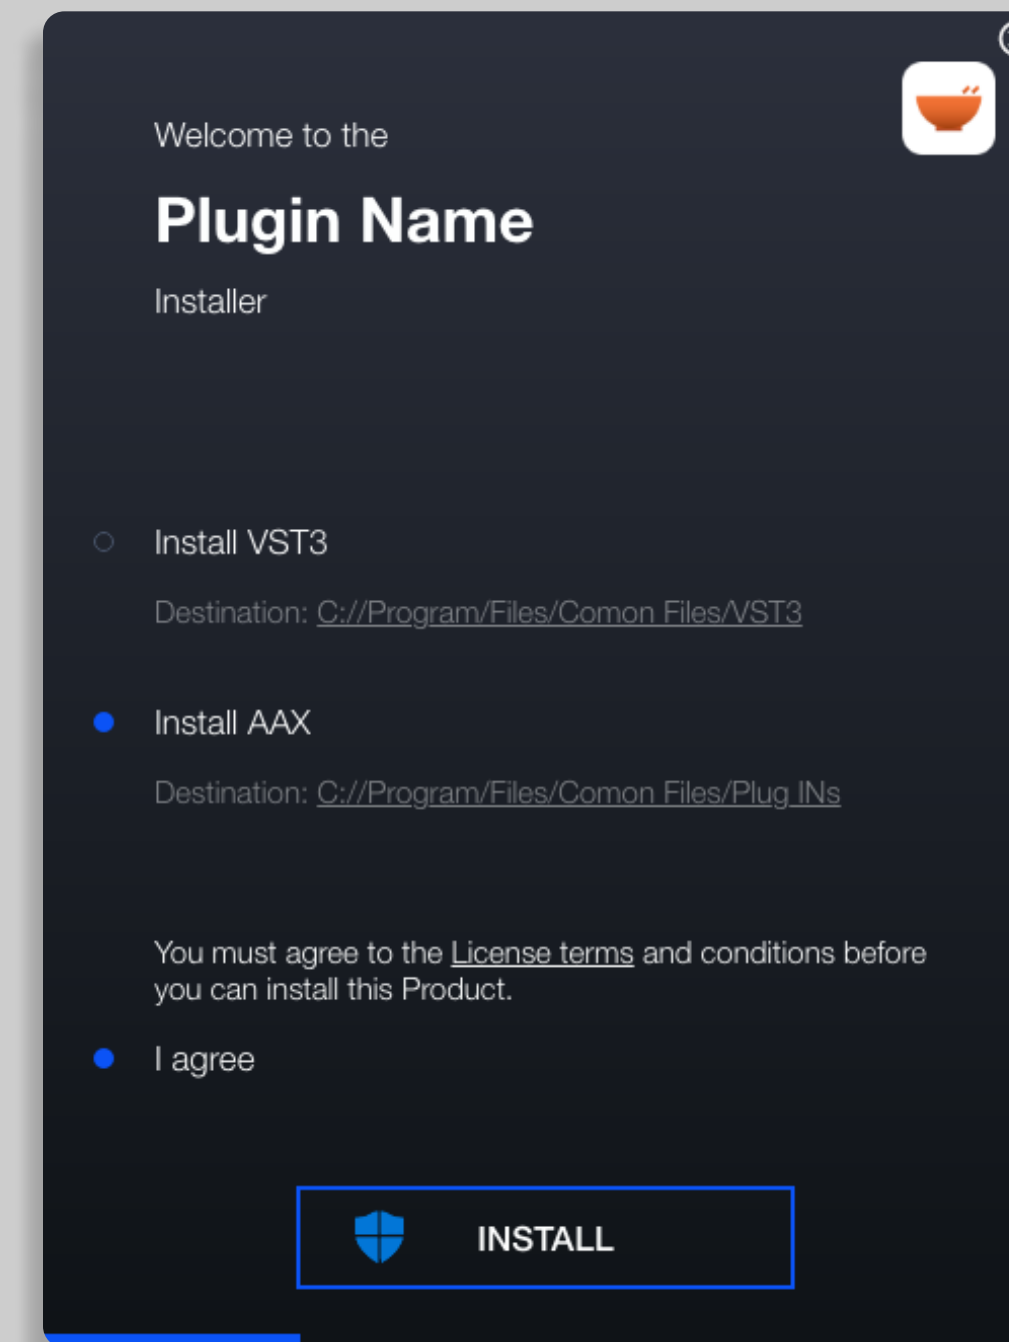 Welcome to the
Plugin Name
Installer
Install VST3
Destination: C://Program/Files/Comon Files/VST3
Install AAX
Destination: C://Program/Files/Comon Files/Plug INs
You must agree to the License terms and conditions before
you can install this Product.
I agree
INSTALL